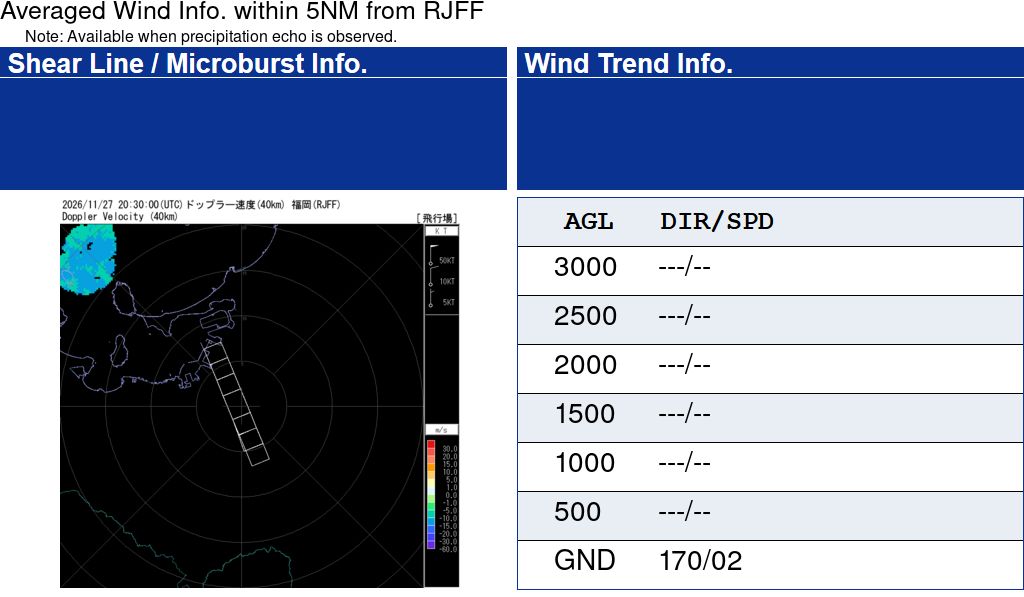 Averaged Wind Info. within 5NM from RJFF
Note: Available when precipitation echo is observed.
Shear Line / Microburst Info.
Wind Trend Info.
2026/11/27 20:30:00(UTC) ドップラー速度(40km) 福岡(RJFF)
Doppler Velocity (40km)
[飛行場]
K T
50KT
10KT
5KT
m/s
30.0
20.0
15.0
10.0
5.0
1.0
0.0
-1.0
-5.0
-10.0
-15.0
-20.0
-30.0
-60.0
AGL DIR/SPD
3000 ---/--
2500 ---/--
2000 ---/--
1500 ---/--
1000 ---/--
500 ---/--
GND 170/02